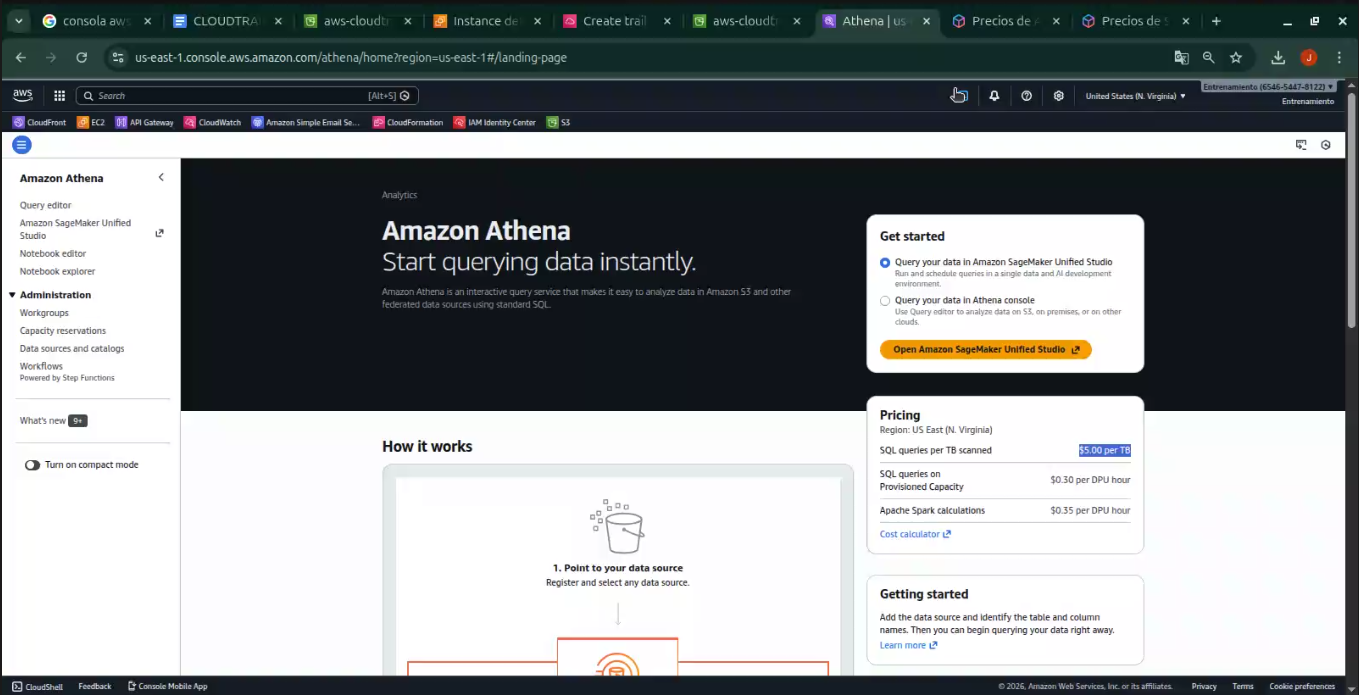 consola aws
CLOUDTRA
aws-cloudt
Instance de
Create trail
aws-cloudt
Athena | us-
Precios de
Precios de
us-east-1.console.aws.amazon.com/athena/home?region=us-east-1#/landing-page
J
aws
Search
[Alt+S]
United States (N. Virginia)
Entrenamiento (6546-5447-8122)
Entrenamiento
CloudFront
EC2
API Gateway
CloudWatch
Amazon Simple Email Se...
CloudFormation
IAM Identity Center
S3
Amazon Athena
Query editor
Amazon SageMaker Unified
Studio
Notebook editor
Notebook explorer
Administration
Workgroups
Capacity reservations
Data sources and catalogs
Workflows
Powered by Step Functions
What's new 9+
Turn on compact mode
Analytics
Amazon Athena
Start querying data instantly.
Amazon Athena is an interactive query service that makes it easy to analyze data in Amazon S3 and other
federated data sources using standard SQL.
Get started
Query your data in Amazon SageMaker Unified Studio
Run and schedule queries in a single data and AI development
environment.
Query your data in Athena console
Use Query editor to analyze data on S3, on premises, or on other
clouds.
Open Amazon SageMaker Unified Studio
How it works
1. Point to your data source
Register and select any data source.
Pricing
Region: US East (N. Virginia)
SQL queries per TB scanned $5.00 per TB
SQL queries on
Provisioned Capacity $0.30 per DPU hour
Apache Spark calculations $0.35 per DPU hour
Cost calculator
Getting started
Add the data source and identify the table and column
names. Then you can begin querying your data right away.
Learn more
CloudShell
Feedback
Console Mobile App
© 2026, Amazon Web Services, Inc. or its affiliates.
Privacy
Terms
Cookie preferences